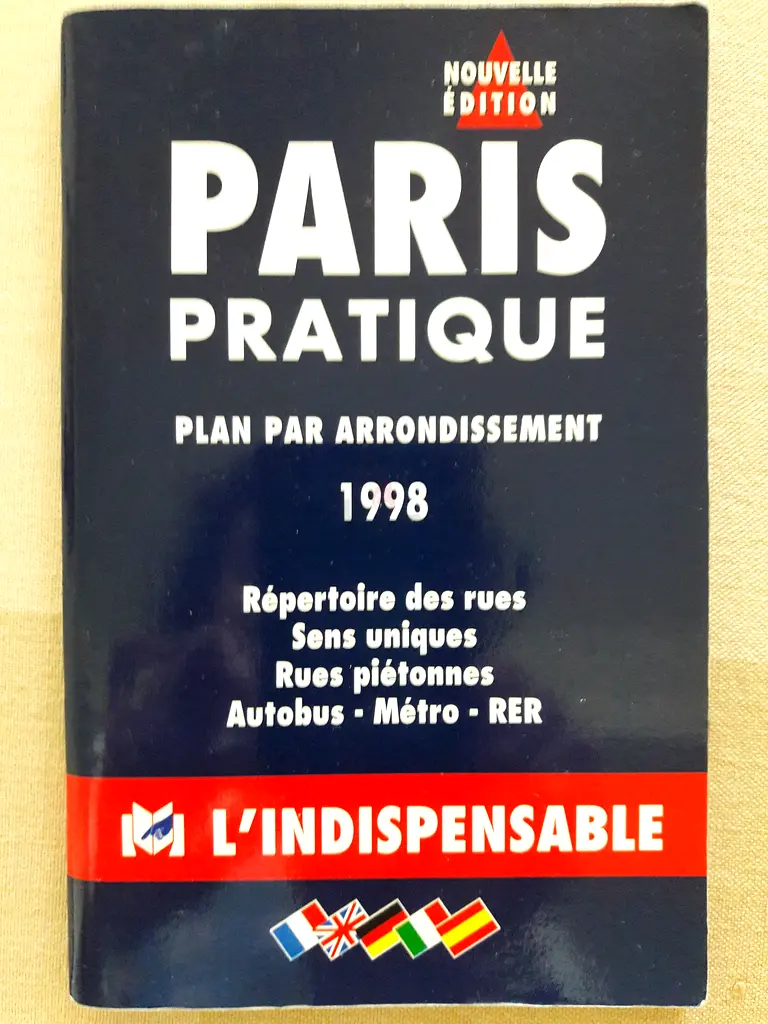 NOUVELLE
ÉDITION
PARIS
PRATIQUE
PLAN PAR ARRONDISSEMENT
1998
Répertoire des rues
Sens uniques
Rues piétonnes
Autobus - Métro - RER
L'INDISPENSABLE